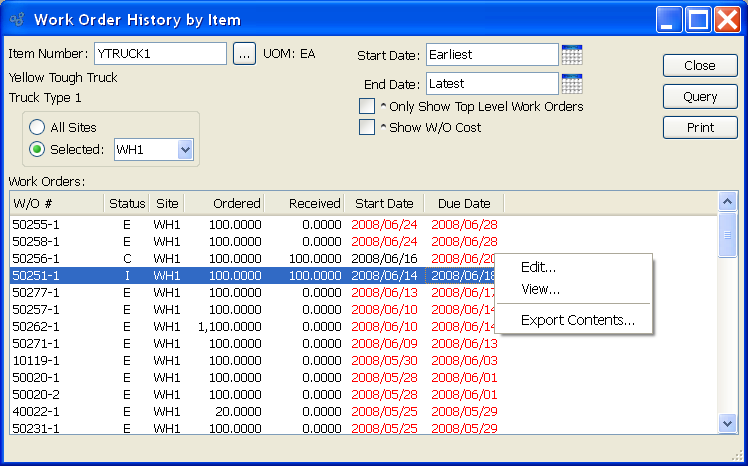 Work Order History by Item
Item Number: YTRUCK1 ... UOM: EA
Yellow Tough Truck
Truck Type 1
All Sites
Selected: WH1
Start Date: Earliest
End Date: Latest
^ Only Show Top Level Work Orders
^ Show W/O Cost
Close
Query
Print
Work Orders:
W/O # Status Site Ordered Received Start Date Due Date
50255-1 E WH1 100.0000 0.0000 2008/06/24 2008/06/28
50258-1 E WH1 100.0000 0.0000 2008/06/24 2008/06/28
50256-1 C WH1 100.0000 100.0000 2008/06/16 2008/06/20
50251-1 I WH1 100.0000 100.0000 2008/06/14 2008/06/18
50277-1 E WH1 100.0000 0.0000 2008/06/13 2008/06/17
50257-1 E WH1 100.0000 0.0000 2008/06/10 2008/06/14
50262-1 E WH1 1,100.0000 0.0000 2008/06/10 2008/06/14
50271-1 E WH1 100.0000 0.0000 2008/06/09 2008/06/13
10119-1 E WH1 100.0000 0.0000 2008/05/30 2008/06/03
50020-1 E WH1 100.0000 0.0000 2008/05/28 2008/06/01
50020-2 E WH1 100.0000 0.0000 2008/05/28 2008/06/01
40022-1 E WH1 20.0000 0.0000 2008/05/25 2008/05/29
50231-1 E WH1 100.0000 0.0000 2008/05/25 2008/05/29
Edit...
View...
Export Contents...